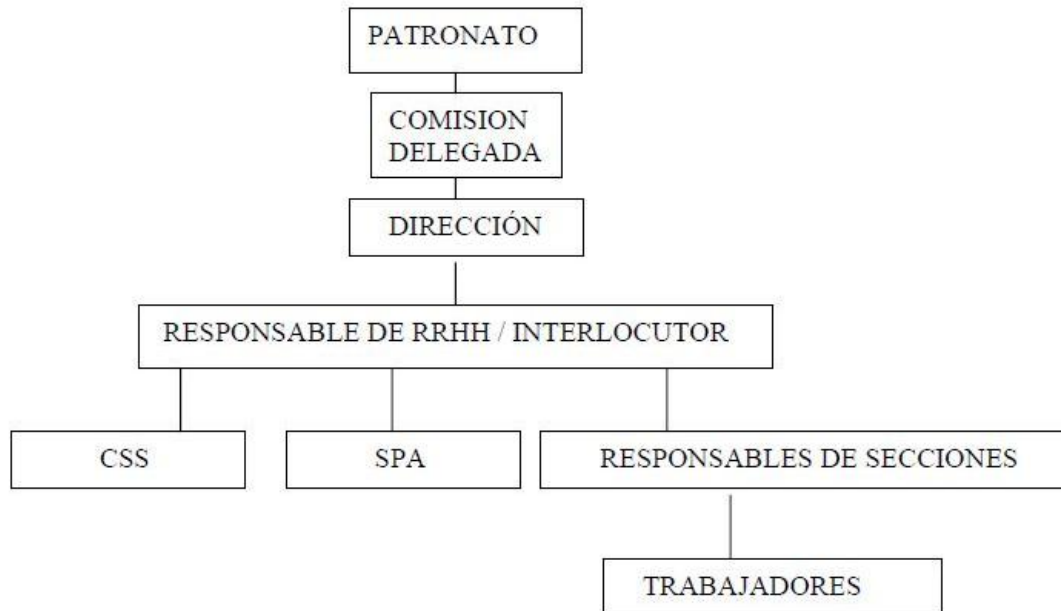 PATRONATO
COMISION
DELEGADA
DIRECCIÓN
RESPONSABLE DE RRHH / INTERLOCUTOR
CSS
SPA
RESPONSABLES DE SECCIONES
TRABAJADORES